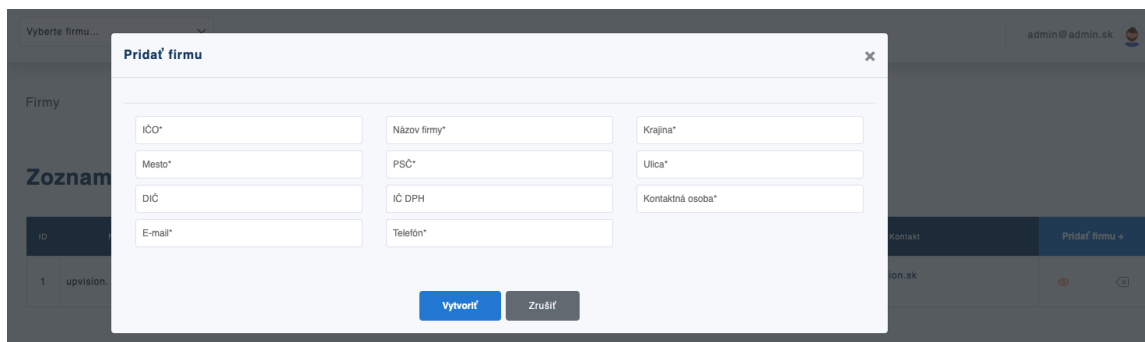 Vyberte firmu...
admin@admin.sk
Pridať firmu
×
Firmy
IČO*
Názov firmy*
Krajina*
Mesto*
PSČ*
Ulica*
Zoznam
DIČ
IČ DPH
Kontaktná osoba*
E-mail*
Telefón*
ID
Kontakt
Pridať firmu +
1
upvision.
ion.sk
Vytvoriť
Zrušiť